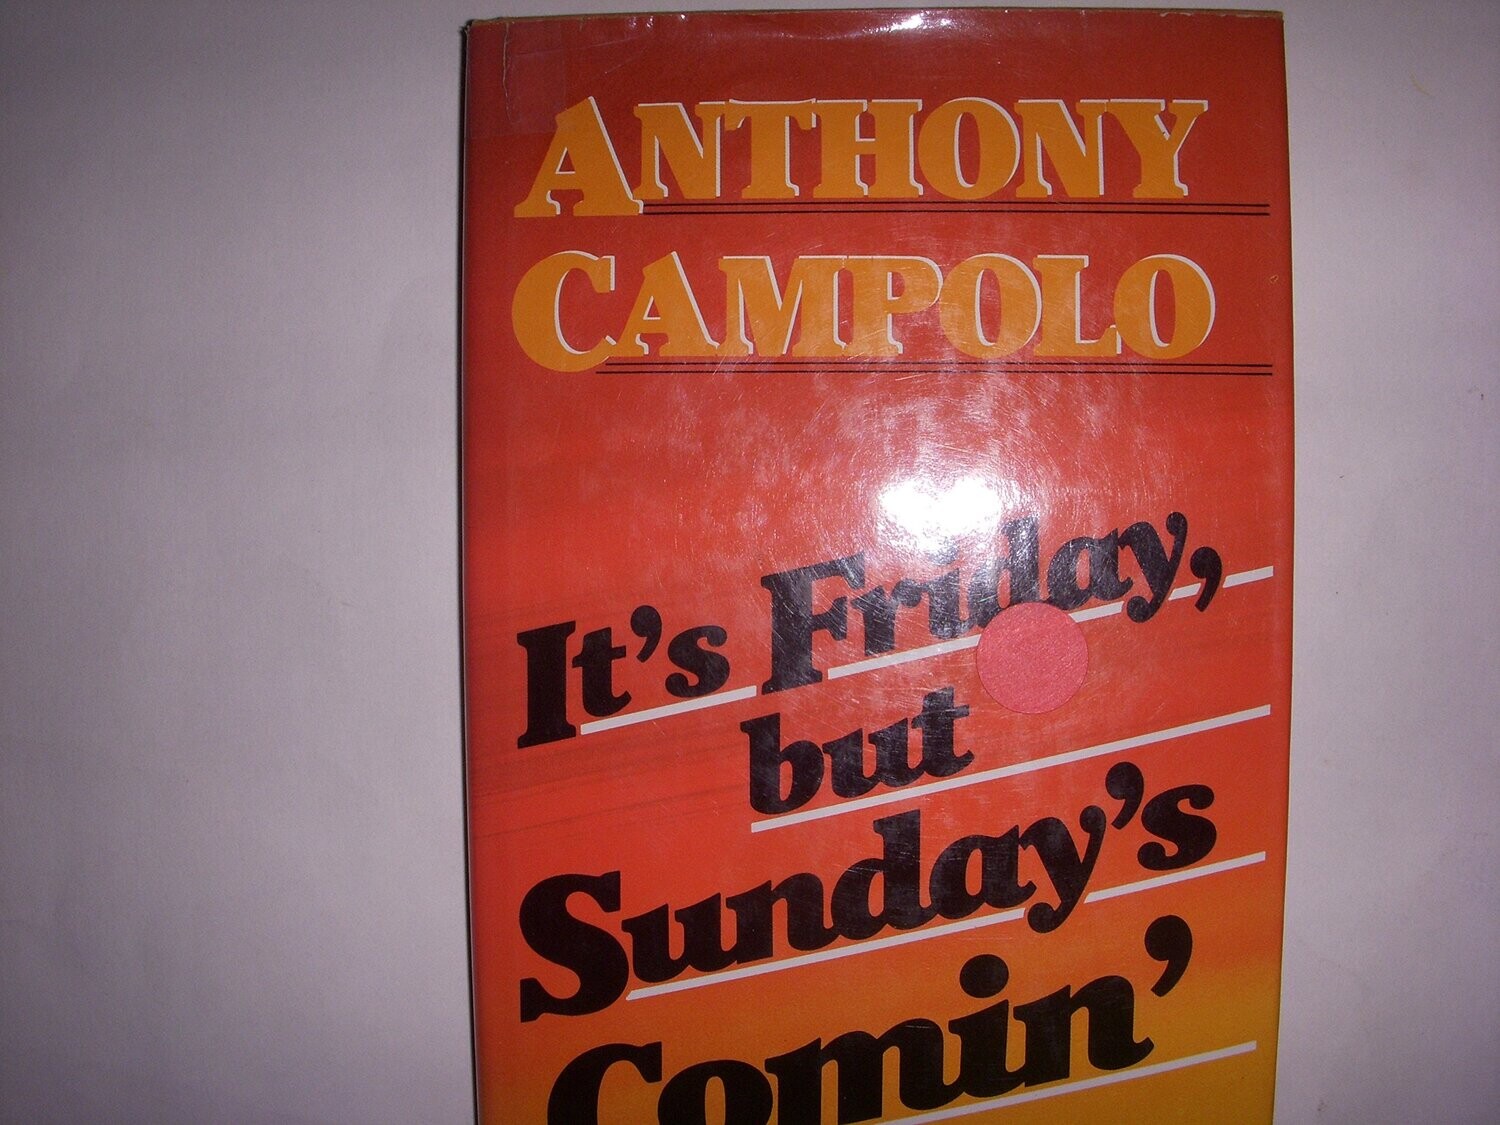 ANTHONY
CAMPOLO
It's Friday,
but
Sunday's
Comin'